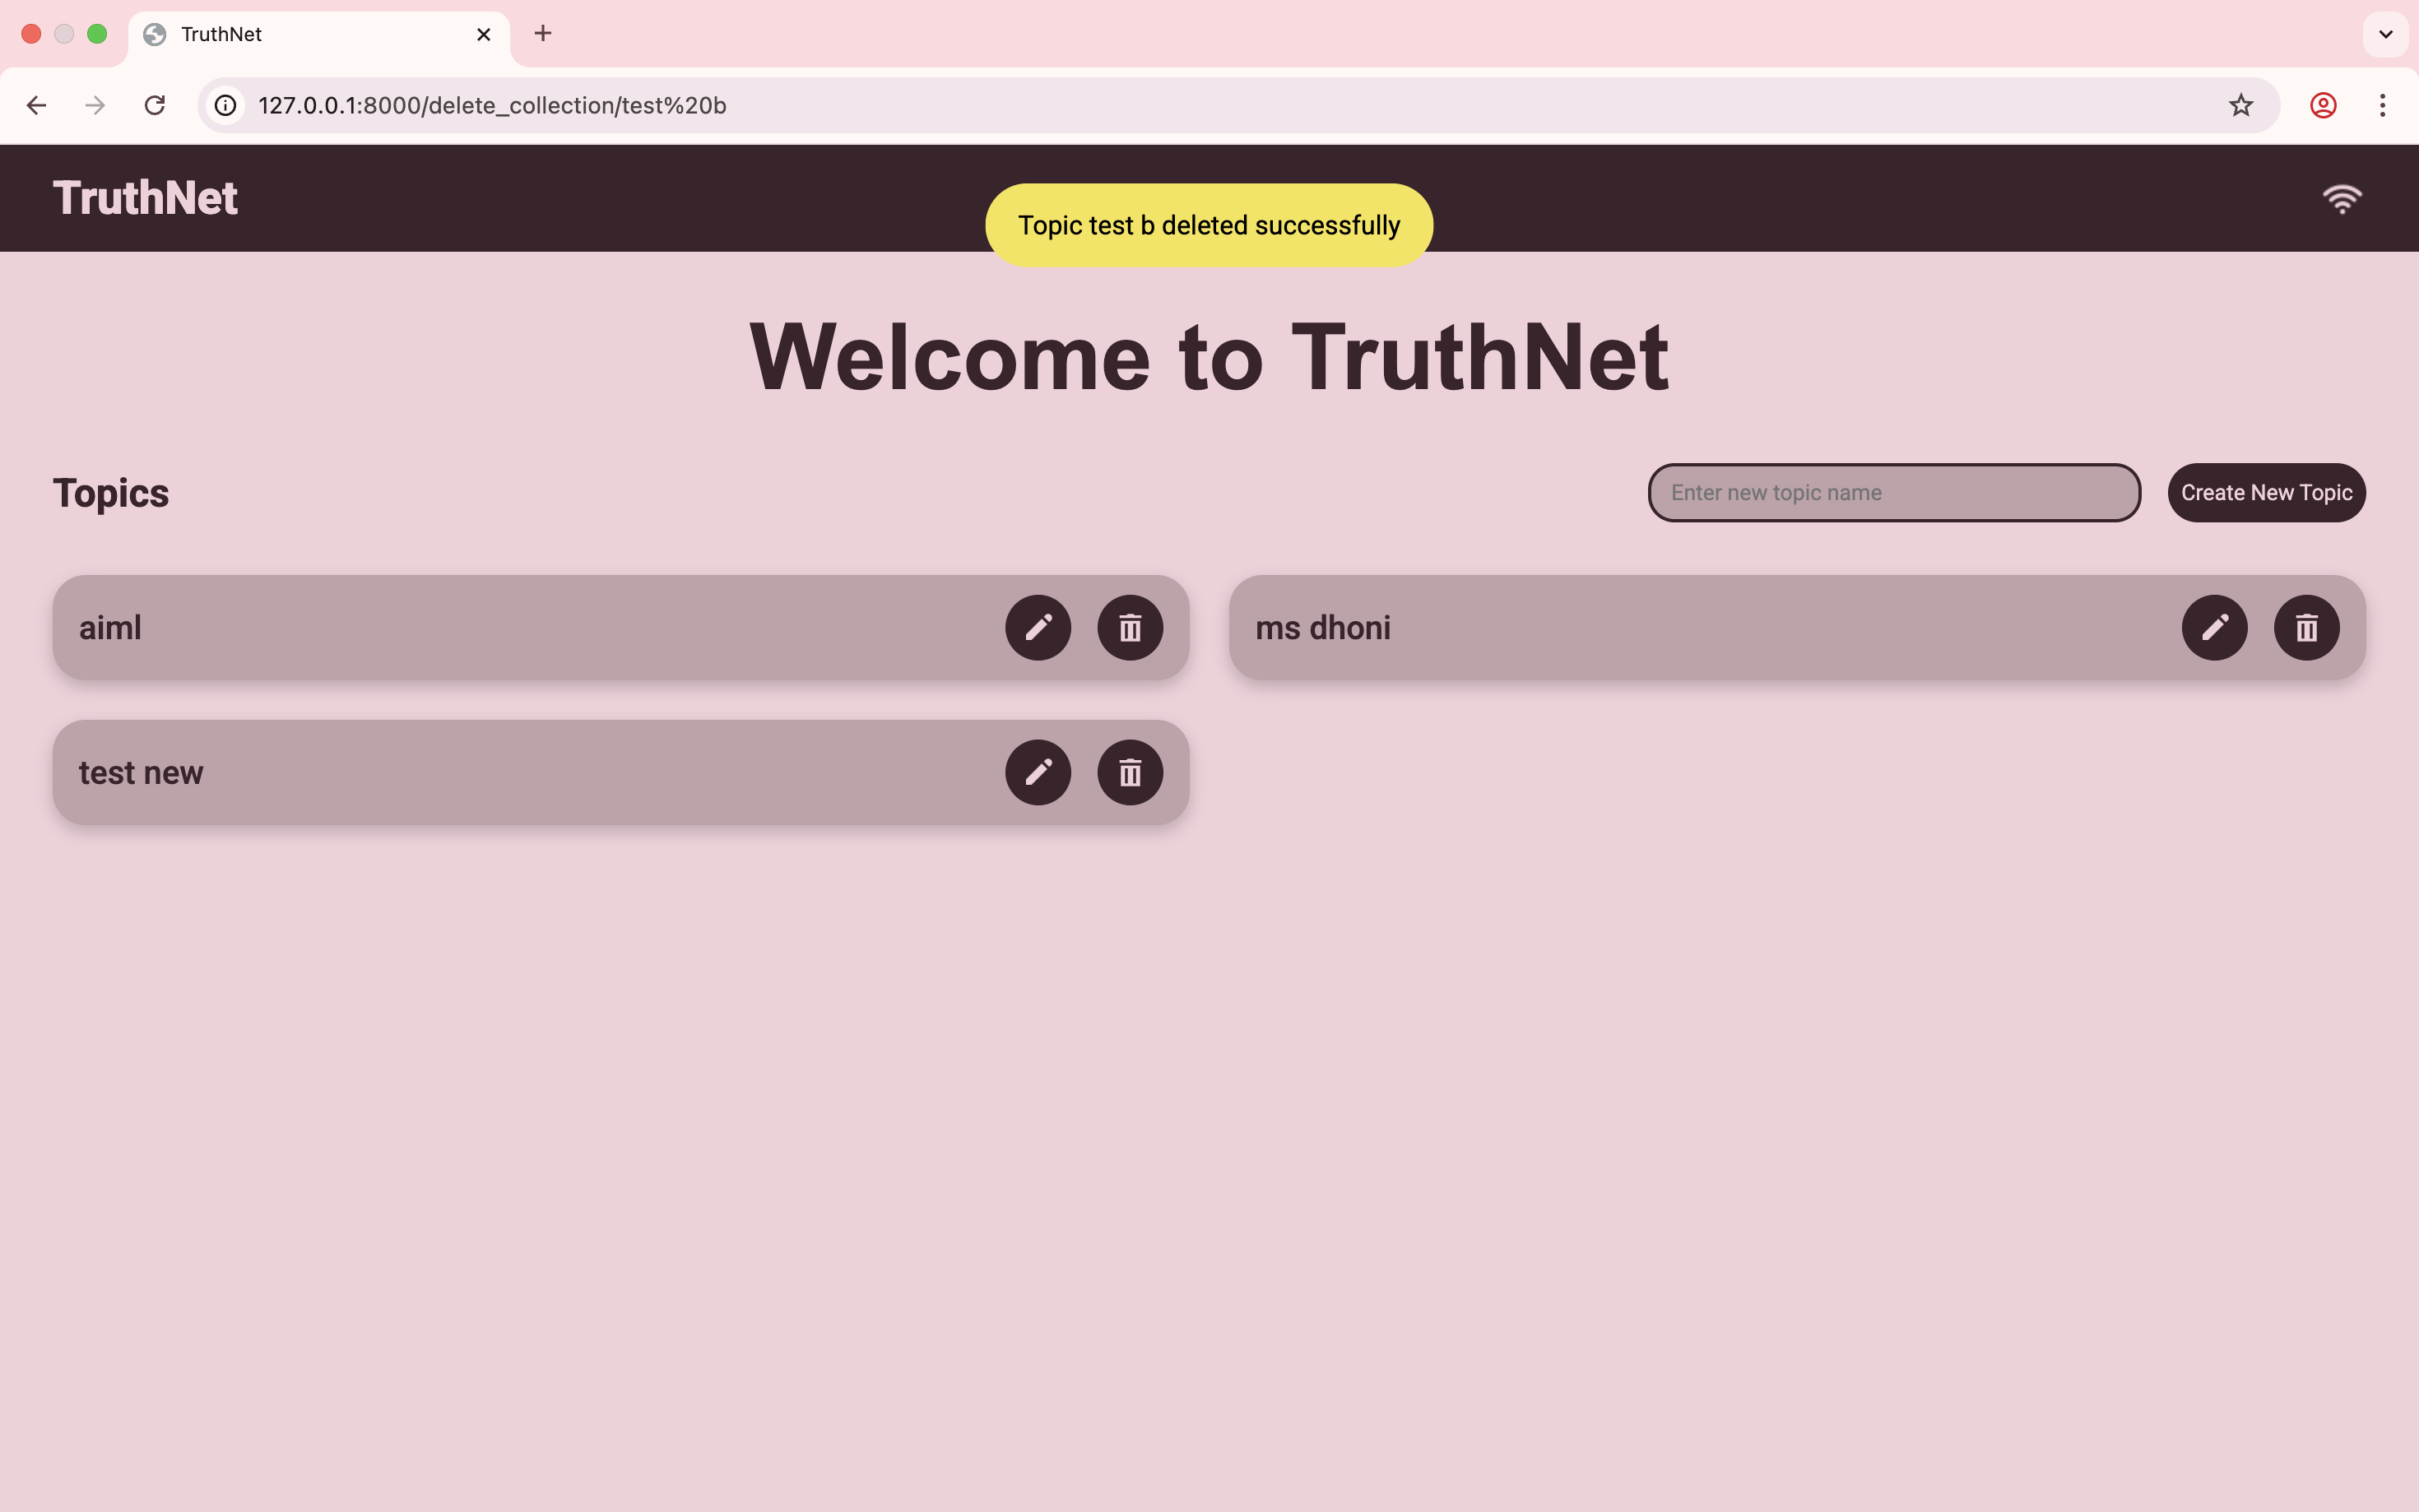 TruthNet
127.0.0.1:8000/delete_collection/test%20b
TruthNet
Topic test b deleted successfully
Welcome to TruthNet
Topics
Enter new topic name
Create New Topic
aiml
ms dhoni
test new